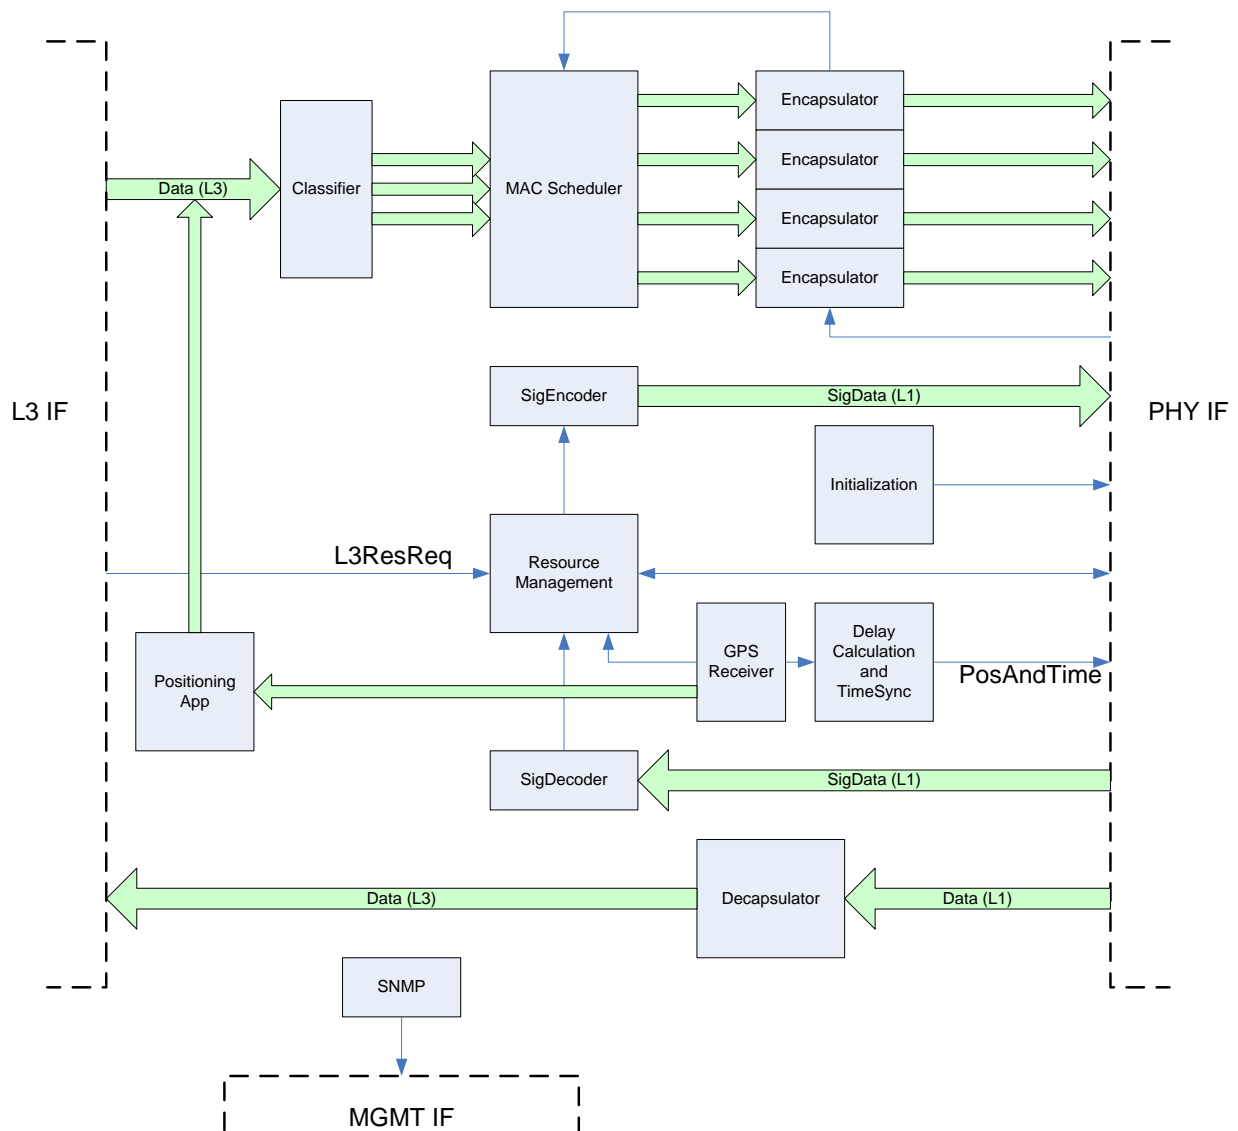 Encapsulator
Encapsulator
Data (L3)
Classifier
MAC Scheduler
Encapsulator
Encapsulator
L3 IF
SigEncoder
SigData (L1)
PHY IF
Initialization
L3ResReq
Resource
Management
GPS
Receiver
Delay
Calculation
and
TimeSync
PosAndTime
Positioning
App
SigDecoder
SigData (L1)
Data (L3)
Decapsulator
Data (L1)
SNMP
MGMT IF